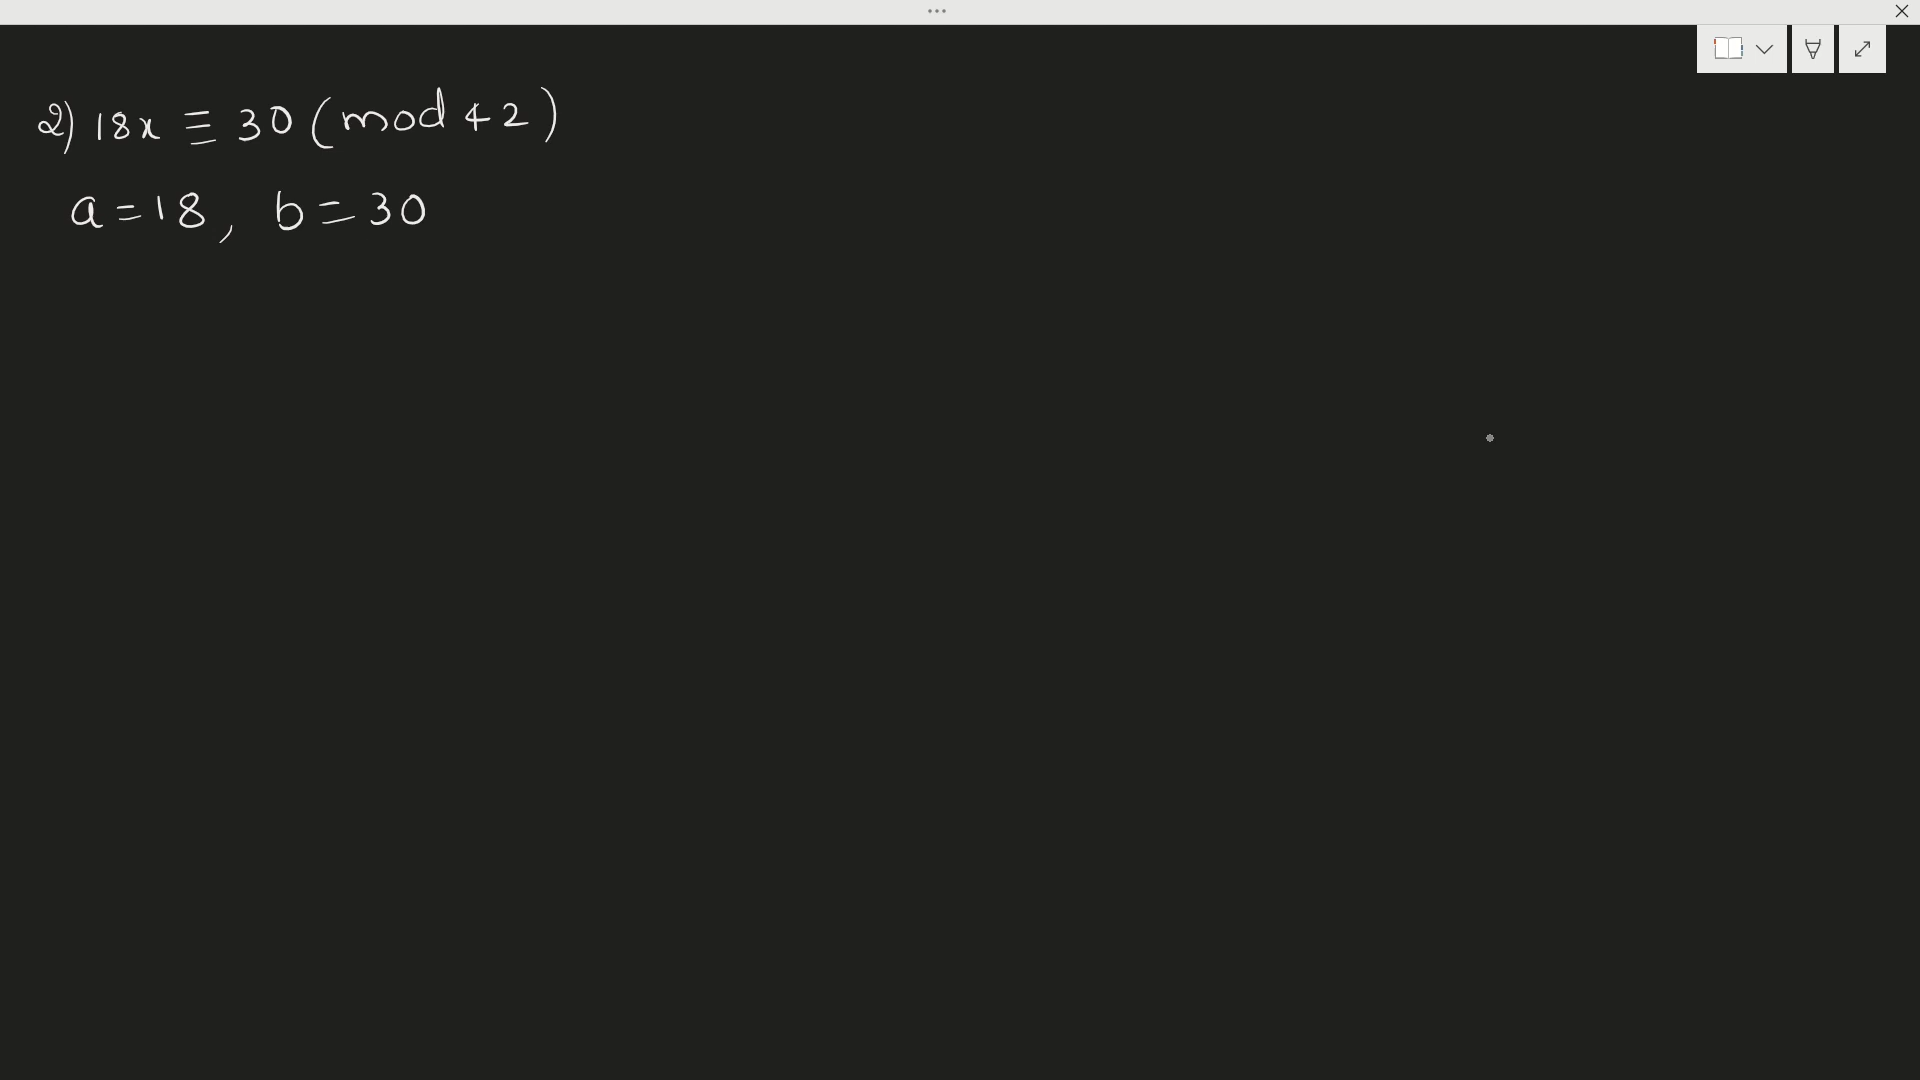 2) 18x ≡ 30 (mod 42)
a = 18, b = 30